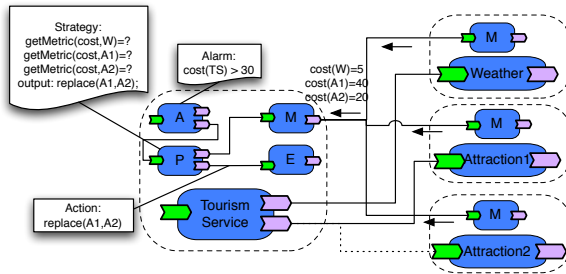 Strategy:
getMetric(cost,W)=?
getMetric(cost,A1)=?
getMetric(cost,A2)=?
output: replace(A1,A2);
Alarm:
cost(TS) > 30
cost(W)=5
cost(A1)=40
cost(A2)=20
A
M
P
E
Tourism
Service
Action:
replace(A1,A2)
M
Weather
M
Attraction1
M
Attraction2